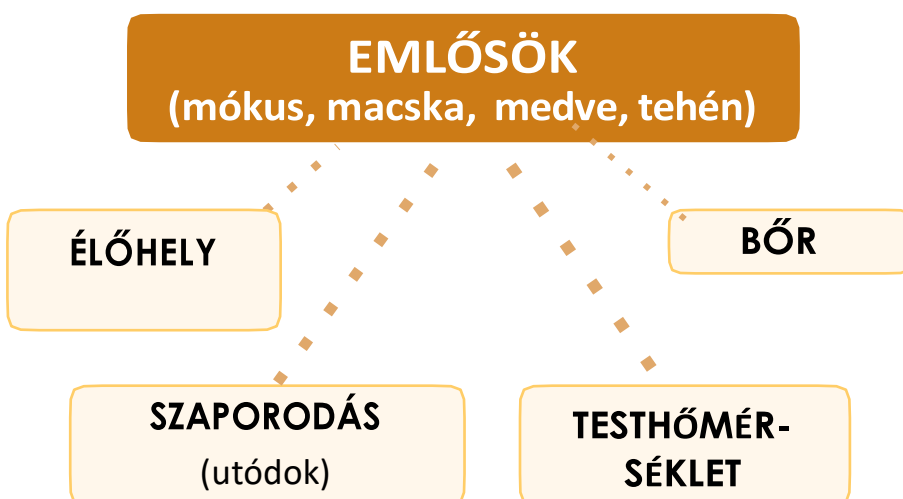 EMLŐSÖK
(mókus, macska, medve, tehén)
ÉLŐHELY
BŐR
SZAPORODÁS
(utódok)
TESTHŐMÉR-
SÉKLET